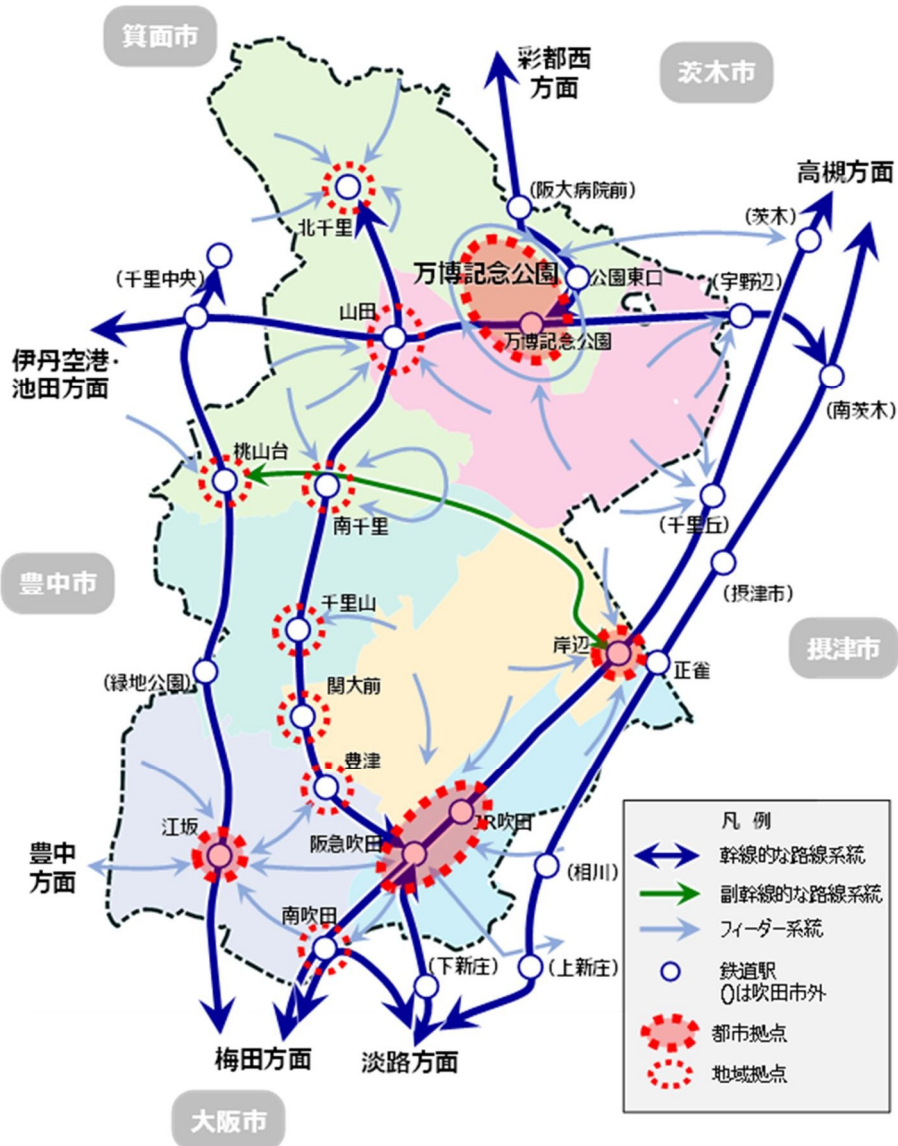 箕面市
彩都西
方面
茨木市
高槻方面
(阪大病院前)
(茨木)
北千里
(千里中央)
万博記念公園
公園東口
(宇野辺)
山田
万博記念公園
伊丹空港・
池田方面
(南茨木)
桃山台
南千里
(千里丘)
豊中市
(摂津市)
千里山
岸辺
摂津市
正雀
(緑地公園)
関大前
豊津
江坂
JR吹田
阪急吹田
豊中
方面
(相川)
南吹田
(下新庄)
(上新庄)
梅田方面
淡路方面
大阪市
凡 例
幹線的な路線系統
副幹線的な路線系統
フィーダー系統
鉄道駅
()は吹田市外
都市拠点
地域拠点